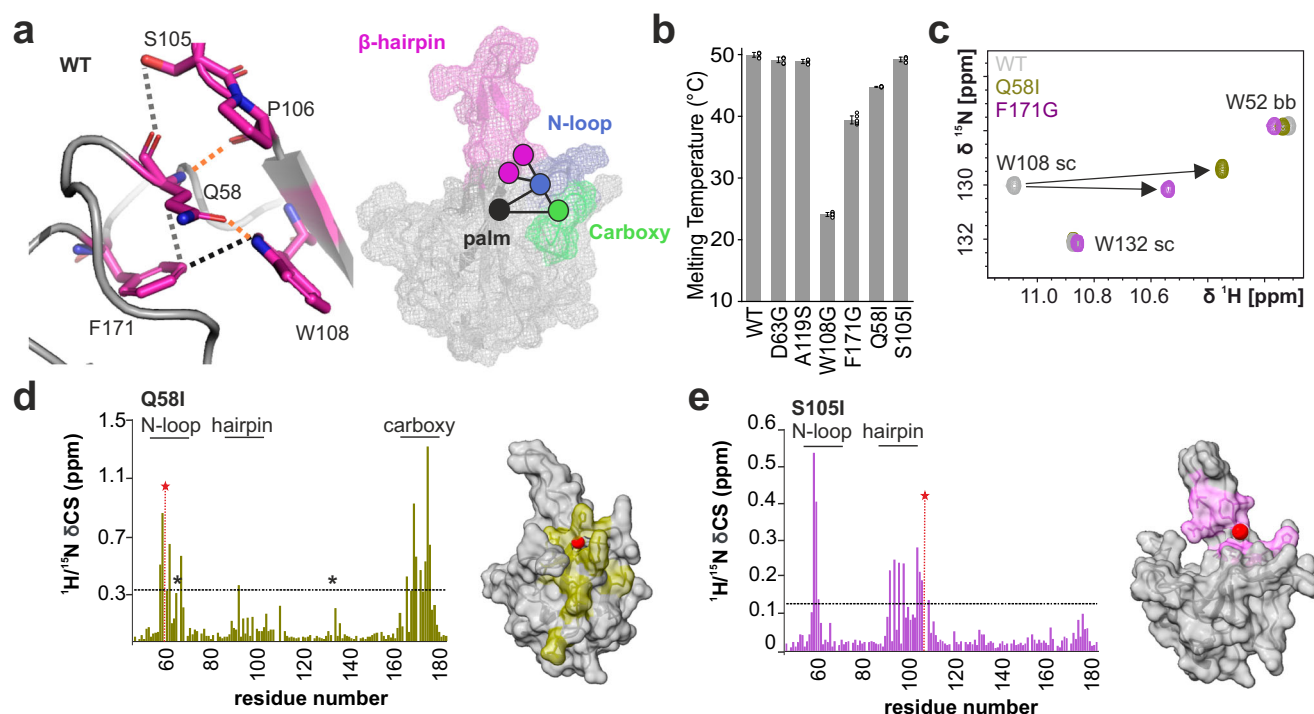 a
WT
S105
P106
Q58
F171
W108
β-hairpin
N-loop
palm
Carboxy
b
Melting Temperature (°C)
50
40
30
20
10
WT
D63G
A119S
W108G
F171G
Q58I
S105I
c
WT
Q58I
F171G
W52 bb
W108 sc
W132 sc
δ ¹⁵N [ppm]
130
132
11.0
10.8
10.6
δ ¹H [ppm]
d
Q58I
N-loop
hairpin
carboxy
¹H/¹⁵N δCS (ppm)
1.5
1.1
0.7
0.3
*
*
60
80
100
120
140
160
180
residue number
e
S105I
N-loop
hairpin
¹H/¹⁵N δCS (ppm)
0.6
0.5
0.4
0.3
0.2
0.1
0
60
80
100
120
140
160
180
residue number